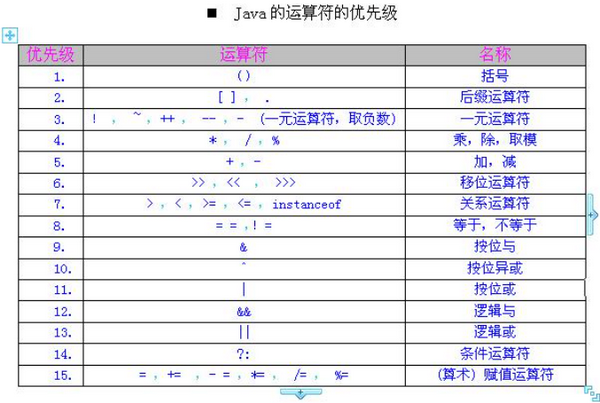 ■ Java的运算符的优先级
优先级 运算符 名称
1. () 括号
2. [ ] , . 后缀运算符
3. ! , ~ , ++ , -- , - (一元运算符，取负数) 一元运算符
4. * , / , % 乘，除，取模
5. + , - 加，减
6. >> , << , >>> 移位运算符
7. > , < , >= , <= , instanceof 关系运算符
8. = = , ! = 等于，不等于
9. & 按位与
10. ^ 按位异或
11. | 按位或
12. && 逻辑与
13. || 逻辑或
14. ?: 条件运算符
15. = , += , - = , *= , /= , %= (算术) 赋值运算符